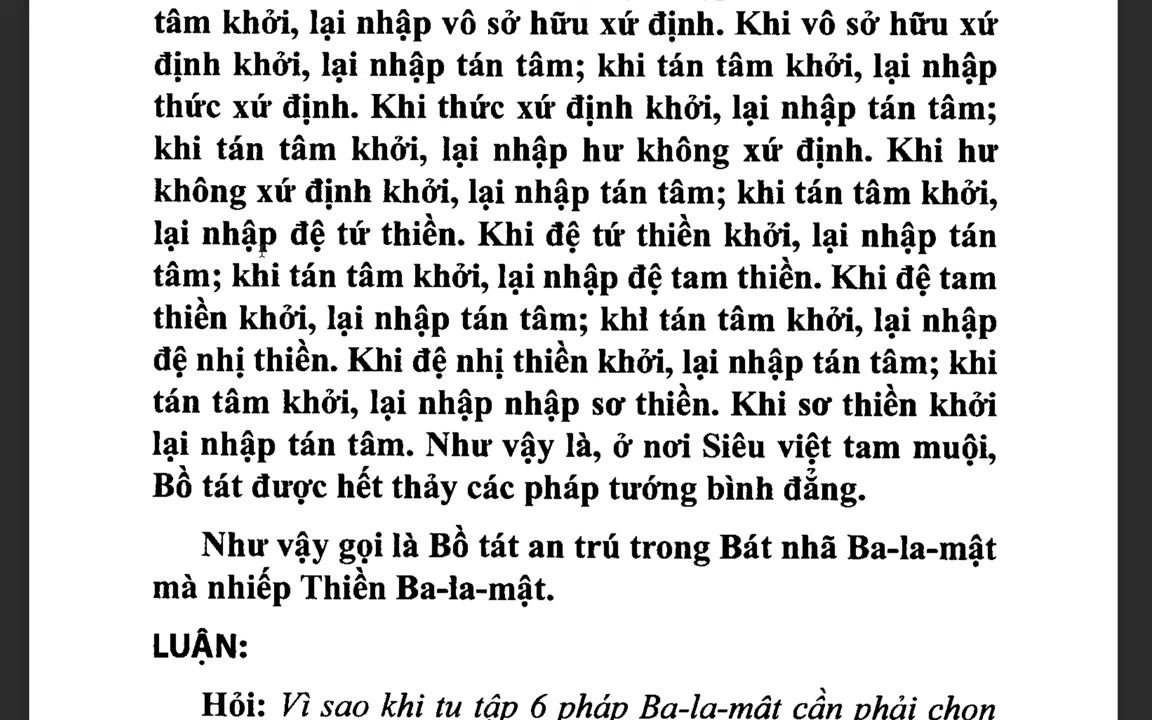 tâm khởi, lại nhập vô sở hữu xứ định. Khi vô sở hữu xứ
định khởi, lại nhập tán tâm; khi tán tâm khởi, lại nhập
thức xứ định. Khi thức xứ định khởi, lại nhập tán tâm;
khi tán tâm khởi, lại nhập hư không xứ định. Khi hư
không xứ định khởi, lại nhập tán tâm; khi tán tâm khởi,
lại nhập đệ tứ thiền. Khi đệ tứ thiền khởi, lại nhập tán
tâm; khi tán tâm khởi, lại nhập đệ tam thiền. Khi đệ tam
thiền khởi, lại nhập tán tâm; khi tán tâm khởi, lại nhập
đệ nhị thiền. Khi đệ nhị thiền khởi, lại nhập tán tâm; khi
tán tâm khởi, lại nhập nhập sơ thiền. Khi sơ thiền khởi
lại nhập tán tâm. Như vậy là, ở nơi Siêu việt tam muội,
Bồ tát được hết thảy các pháp tướng bình đẳng.
Như vậy gọi là Bồ tát an trú trong Bát nhã Ba-la-mật
mà nhiếp Thiền Ba-la-mật.
LUẬN:
Hỏi: Vì sao khi tu tập 6 pháp Ba-la-mật cần phải chọn